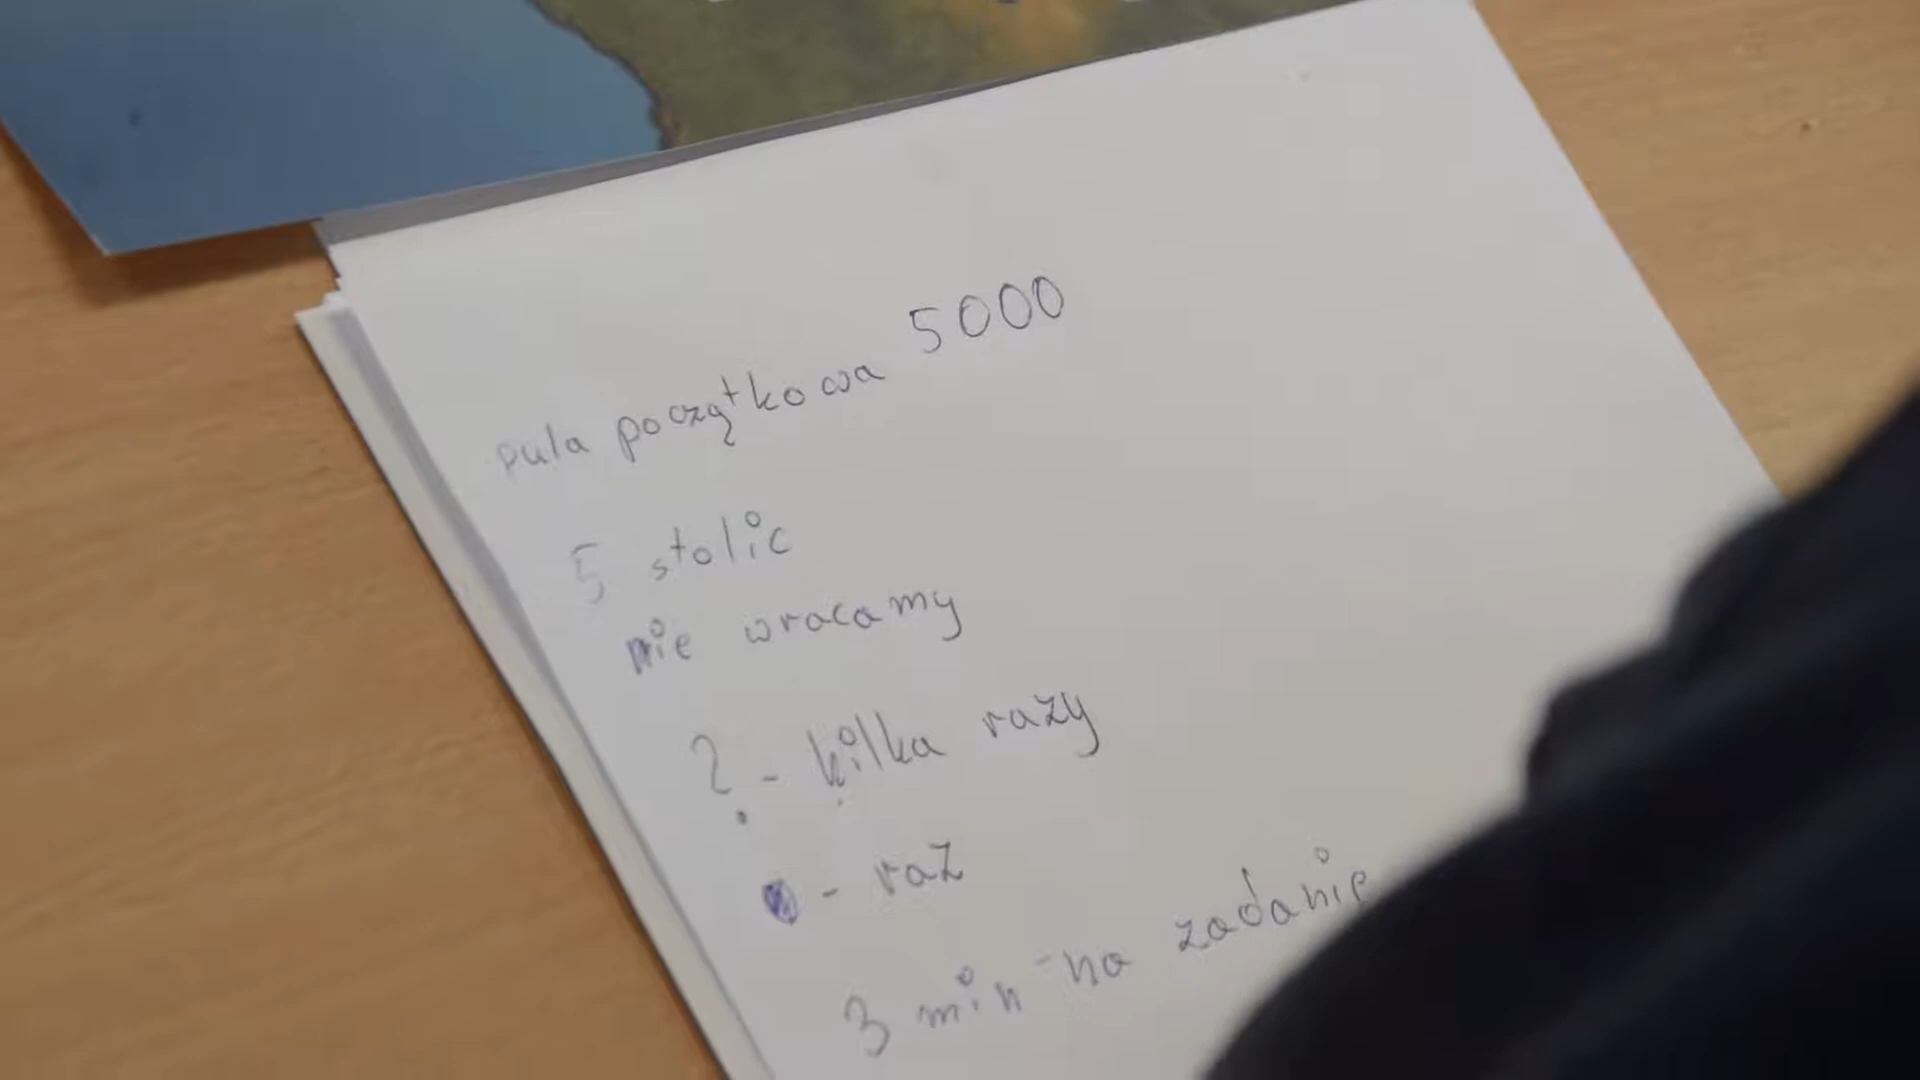 pula początkowa 5000
5 stolic
nie wracamy
? - kilka razy
- raz
3 min na zadanie